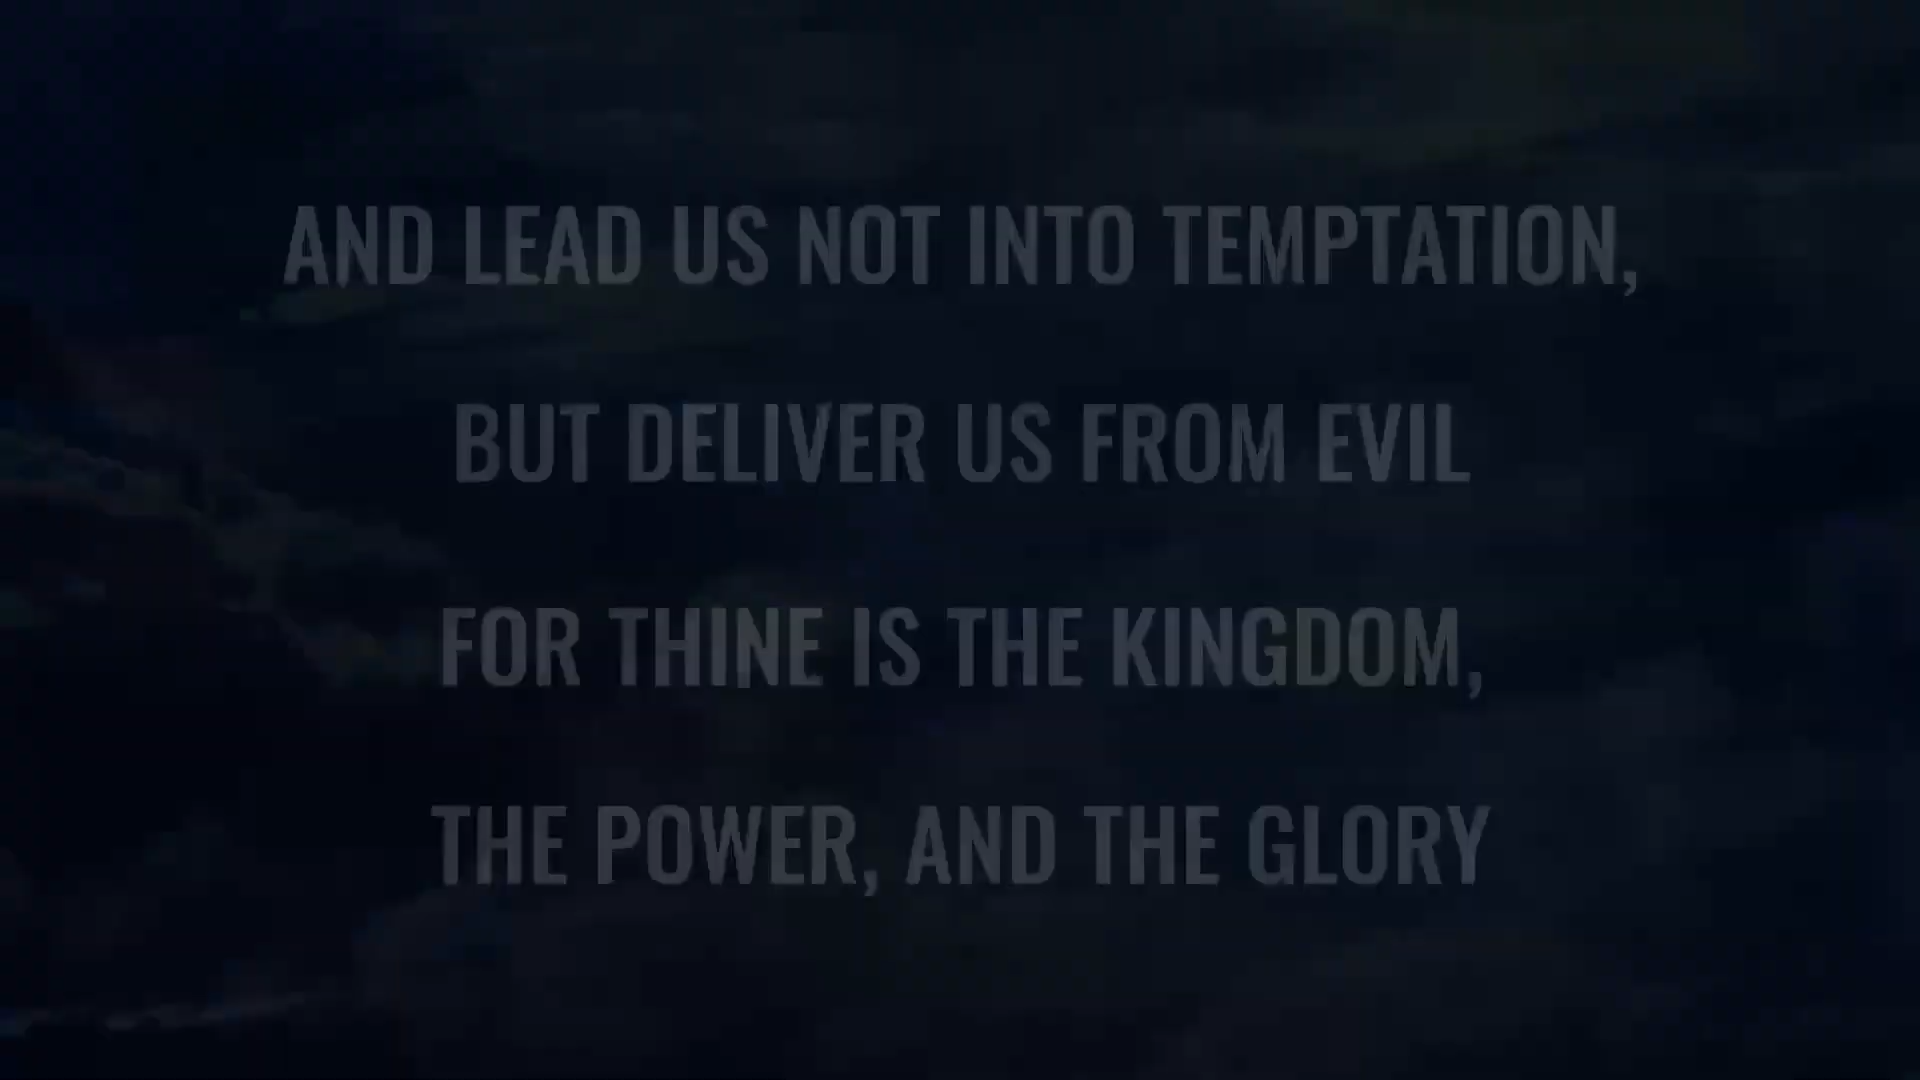 AND LEAD US NOT INTO TEMPTATION,
BUT DELIVER US FROM EVIL
FOR THINE IS THE KINGDOM,
THE POWER, AND THE GLORY